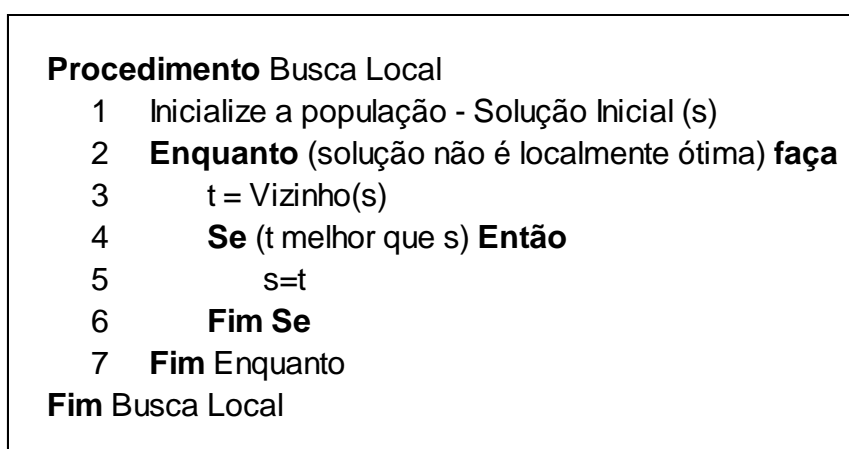 Procedimento Busca Local
1 Inicialize a população - Solução Inicial (s)
2 Enquanto (solução não é localmente ótima) faça
3 t = Vizinho(s)
4 Se (t melhor que s) Então
5 s=t
6 Fim Se
7 Fim Enquanto
Fim Busca Local